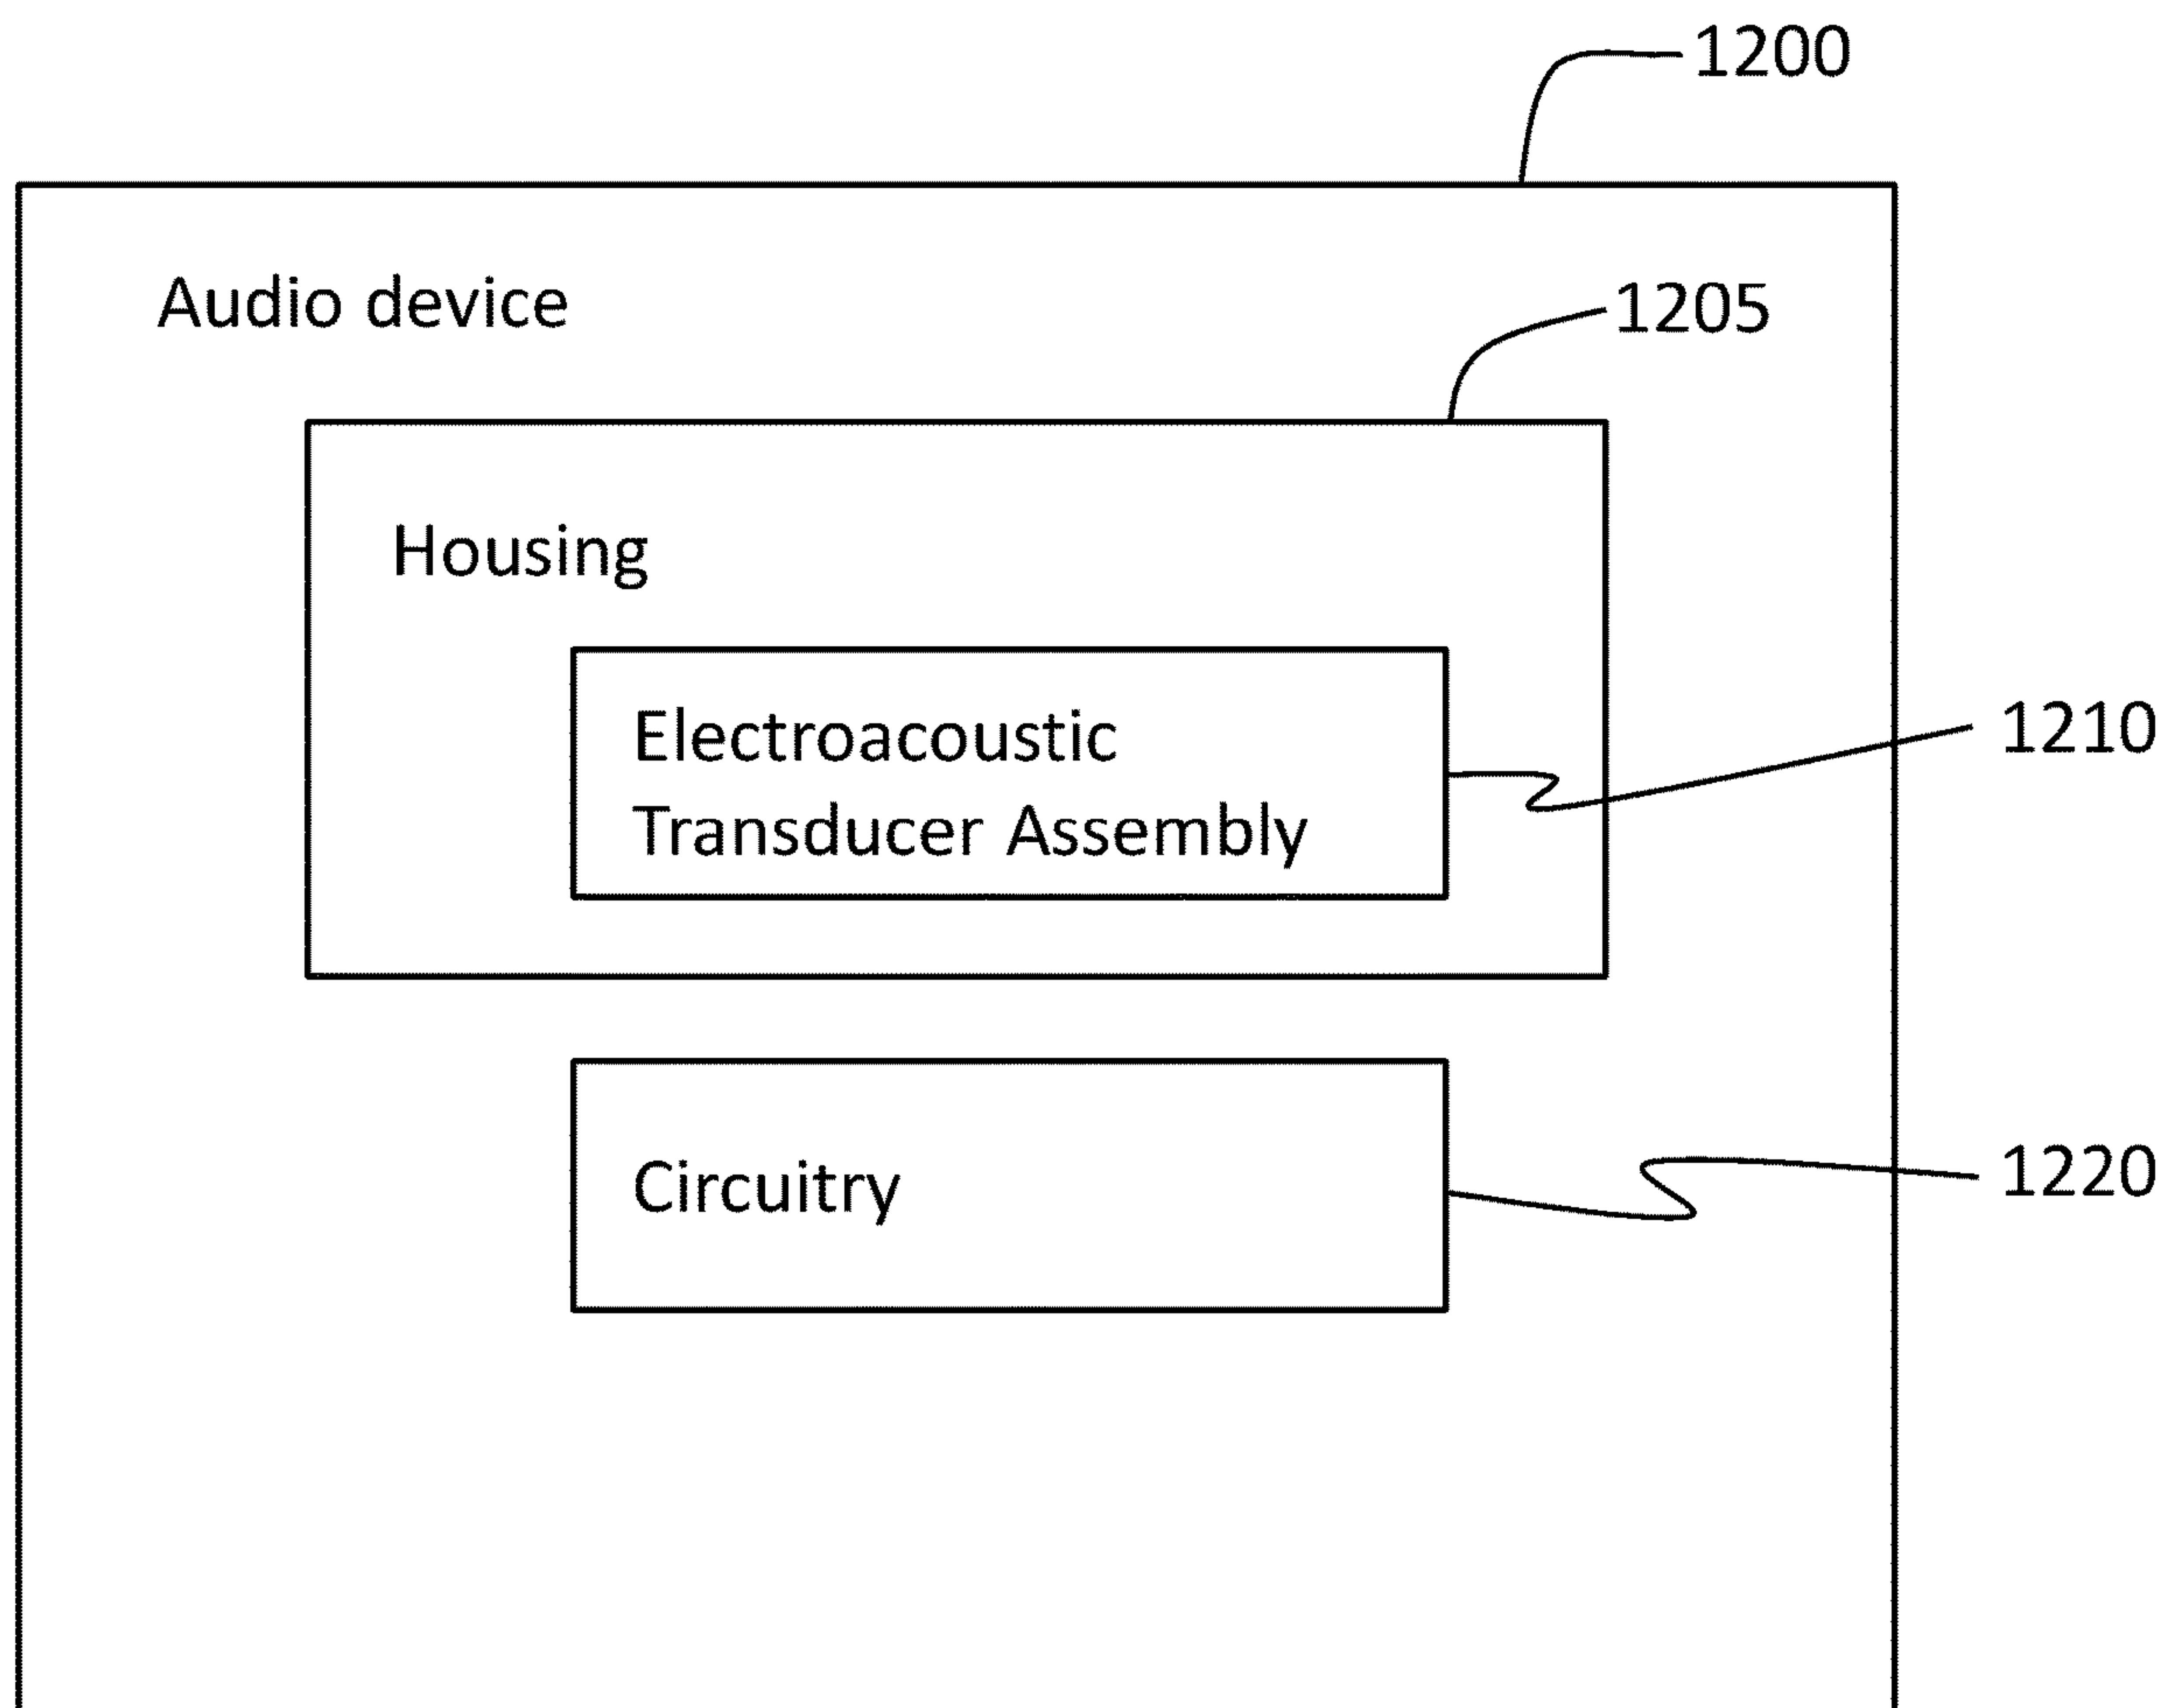 1200
Audio device
1205
Housing
Electroacoustic
Transducer Assembly
1210
Circuitry
1220